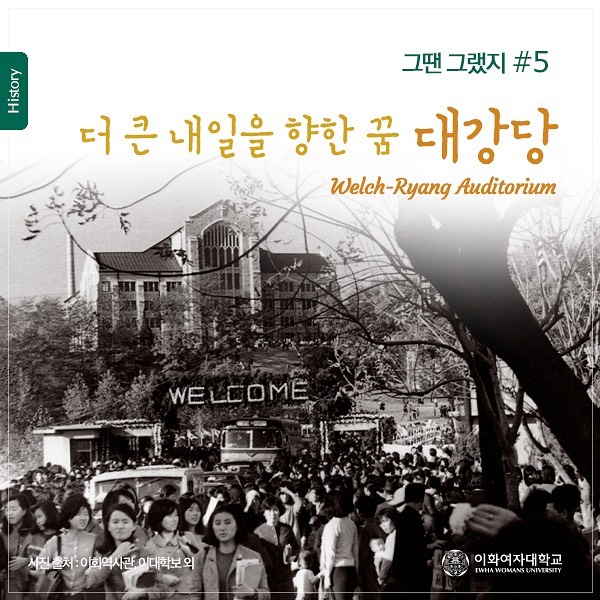 History
그땐 그랬지 #5
더 큰 내일을 향한 꿈 대강당
Welch-Ryang Auditorium
WELCOME
사진 출처 : 이화역사관, 이대학보 외
이화여자대학교
EWHA WOMANS UNIVERSITY